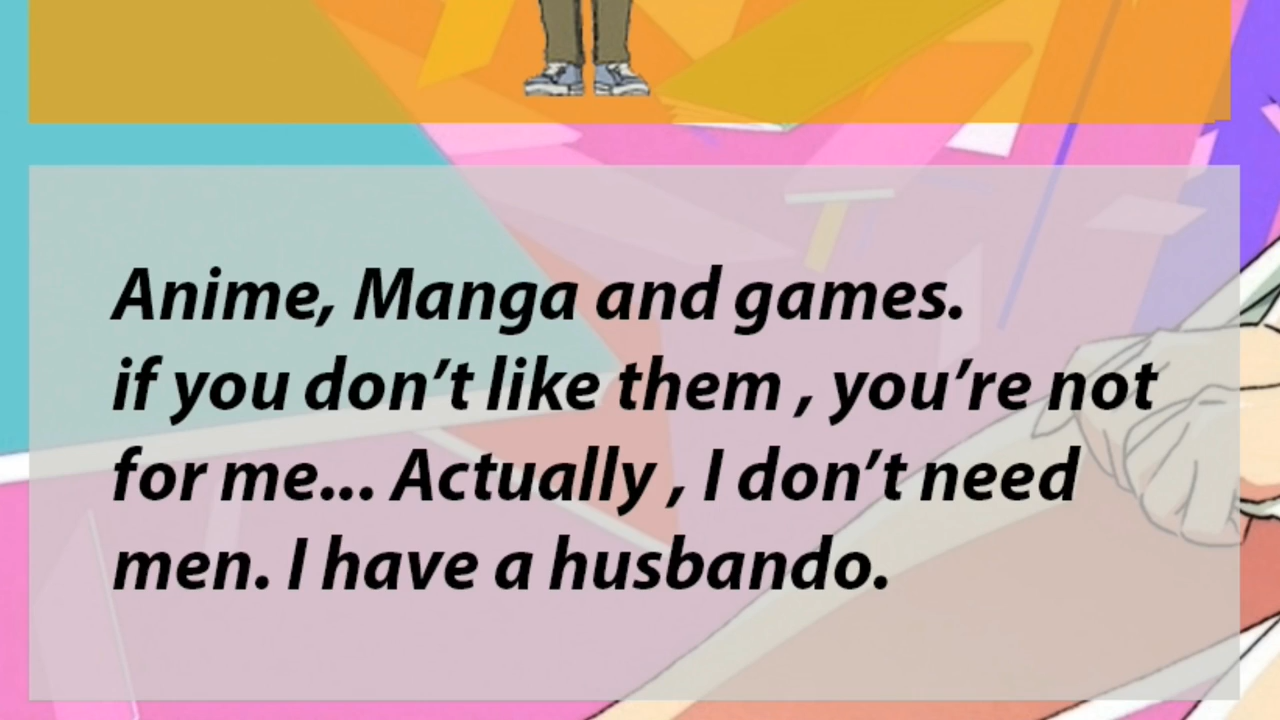 Anime, Manga and games.
if you don’t like them , you’re not
for me... Actually , I don’t need
men. I have a husbando.